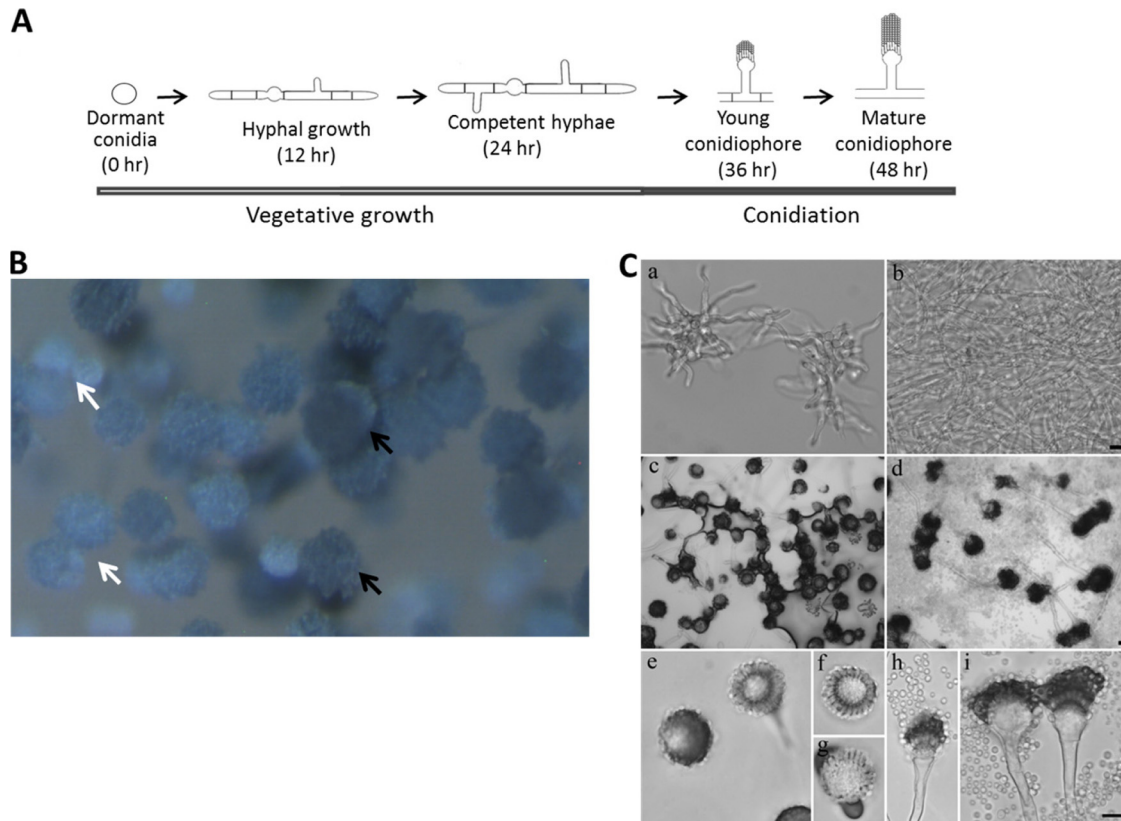 A
Dormant
conidia
(0 hr)
Hyphal growth
(12 hr)
Competent hyphae
(24 hr)
Young
conidiophore
(36 hr)
Mature
conidiophore
(48 hr)
Vegetative growth
Conidiation
B
C
a
b
c
d
e
f
g
h
i